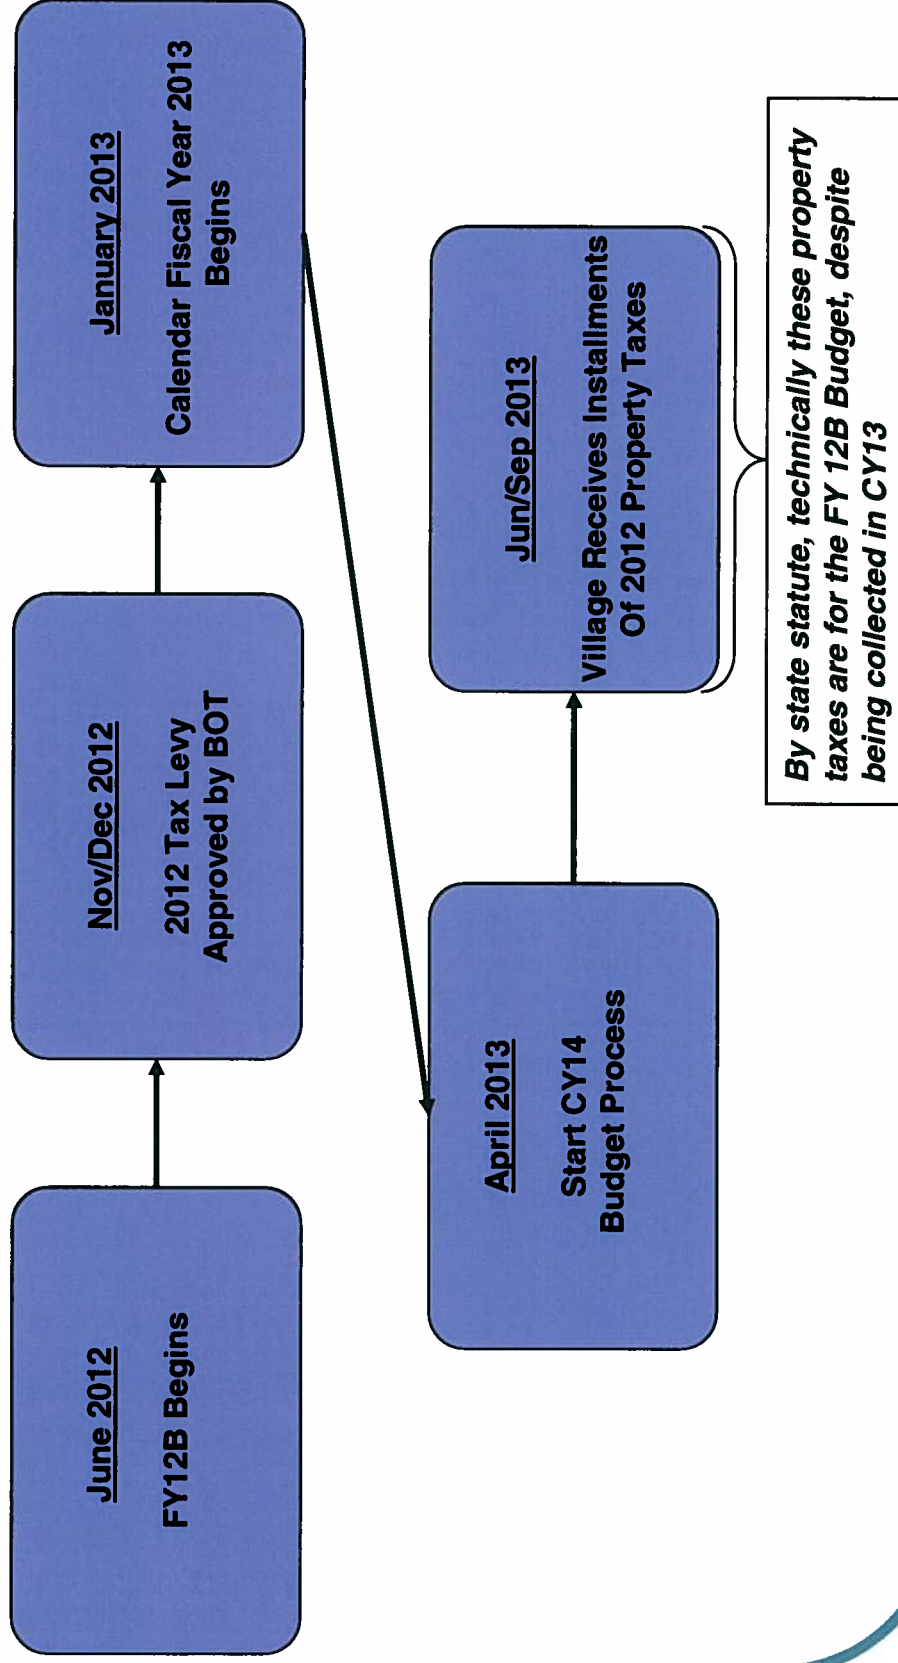 June 2012
FY12B Begins
Nov/Dec 2012
2012 Tax Levy
Approved by BOT
January 2013
Calendar Fiscal Year 2013
Begins
April 2013
Start CY14
Budget Process
Jun/Sep 2013
Village Receives Installments
Of 2012 Property Taxes
By state statute, technically these property
taxes are for the FY 12B Budget, despite
being collected in CY13